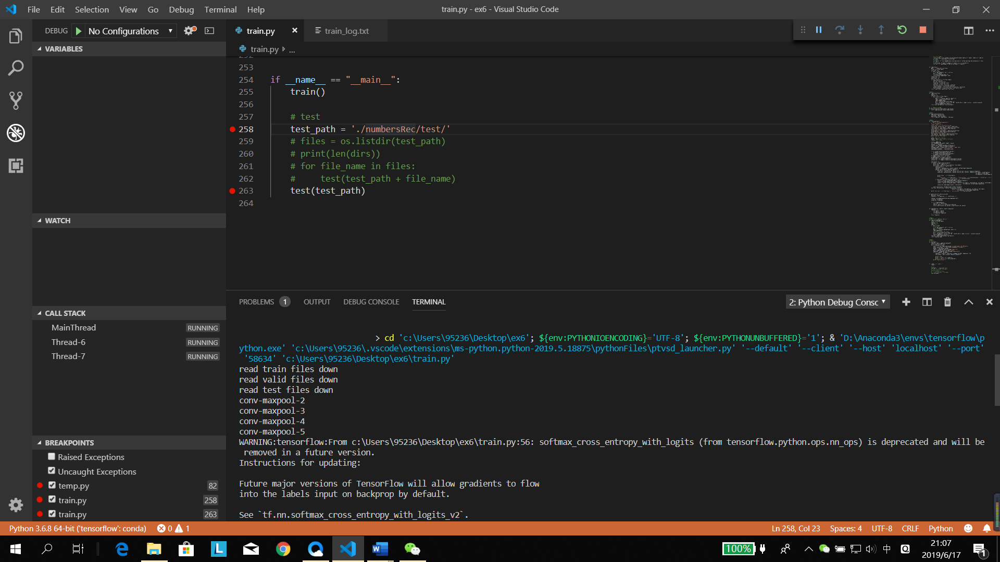 File Edit Selection View Go Debug Terminal Help
train.py - ex6 - Visual Studio Code
DEBUG No Configurations
train.py
train_log.txt
train.py ...
VARIABLES
WATCH
CALL STACK
MainThread RUNNING
Thread-6 RUNNING
Thread-7 RUNNING
BREAKPOINTS
Raised Exceptions
Uncaught Exceptions
temp.py 82
train.py 258
train.py 263
252
253
254 if __name__ == "__main__":
255 train()
256
257 # test
258 test_path = './numbersRec/test/'
259 # files = os.listdir(test_path)
260 # print(len(dirs))
261 # for file_name in files:
262 #     test(test_path + file_name)
263 test(test_path)
264
PROBLEMS 1 OUTPUT DEBUG CONSOLE TERMINAL
2: Python Debug Consc
> cd 'c:\Users\95236\Desktop\ex6'; ${env:PYTHONIOENCODING}='UTF-8'; ${env:PYTHONUNBUFFERED}='1'; & 'D:\Anaconda3\envs\tensorflow\p
ython.exe' 'c:\Users\95236\.vscode\extensions\ms-python.python-2019.5.18875\pythonFiles\ptvsd_launcher.py' '--default' '--client' '--host' 'localhost' '--port'
'58634' 'c:\Users\95236\Desktop\ex6\train.py'
read train files down
read valid files down
read test files down
conv-maxpool-2
conv-maxpool-3
conv-maxpool-4
conv-maxpool-5
WARNING:tensorflow:From c:\Users\95236\Desktop\ex6\train.py:56: softmax_cross_entropy_with_logits (from tensorflow.python.ops.nn_ops) is deprecated and will be
removed in a future version.
Instructions for updating:
Future major versions of TensorFlow will allow gradients to flow
into the labels input on backprop by default.
See `tf.nn.softmax_cross_entropy_with_logits_v2`.
Python 3.6.8 64-bit ('tensorflow': conda) 0 1
Ln 258, Col 23 Spaces: 4 UTF-8 CRLF Python
100%
中
21:07
2019/6/17
1